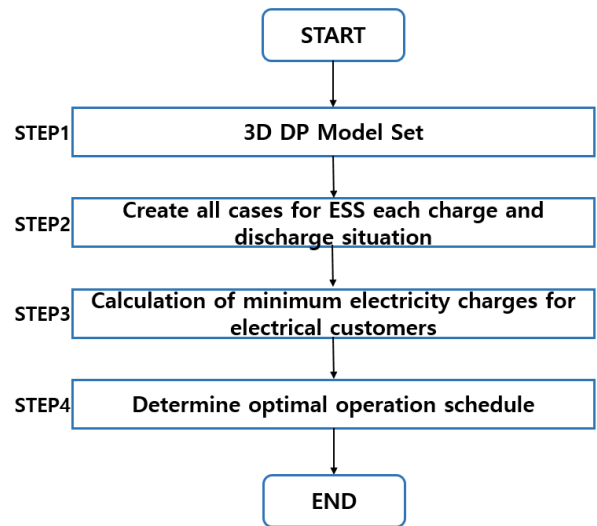 START
STEP1
3D DP Model Set
STEP2
Create all cases for ESS each charge and
discharge situation
STEP3
Calculation of minimum electricity charges for
electrical customers
STEP4
Determine optimal operation schedule
END